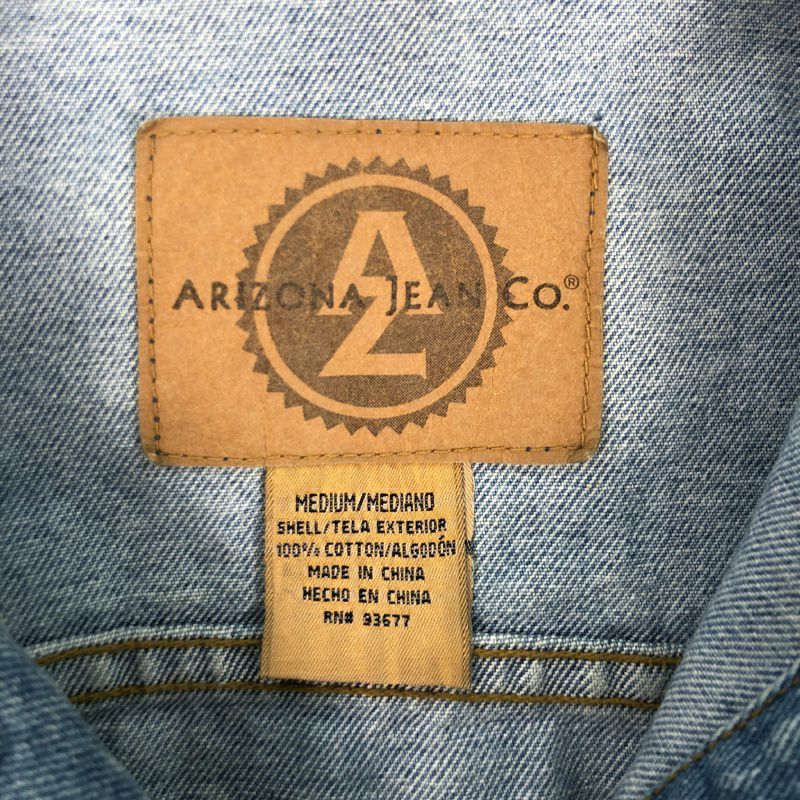 AZ
ARIZONA JEAN CO.®
MEDIUM/MEDIANO
SHELL/TELA EXTERIOR
100% COTTON/ALGODÓN
MADE IN CHINA
HECHO EN CHINA
RN# 93677